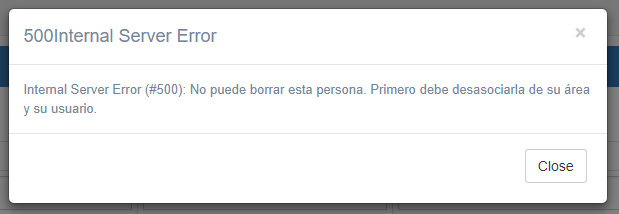 500Internal Server Error
×
Internal Server Error (#500): No puede borrar esta persona. Primero debe desasociarla de su área
y su usuario.
Close